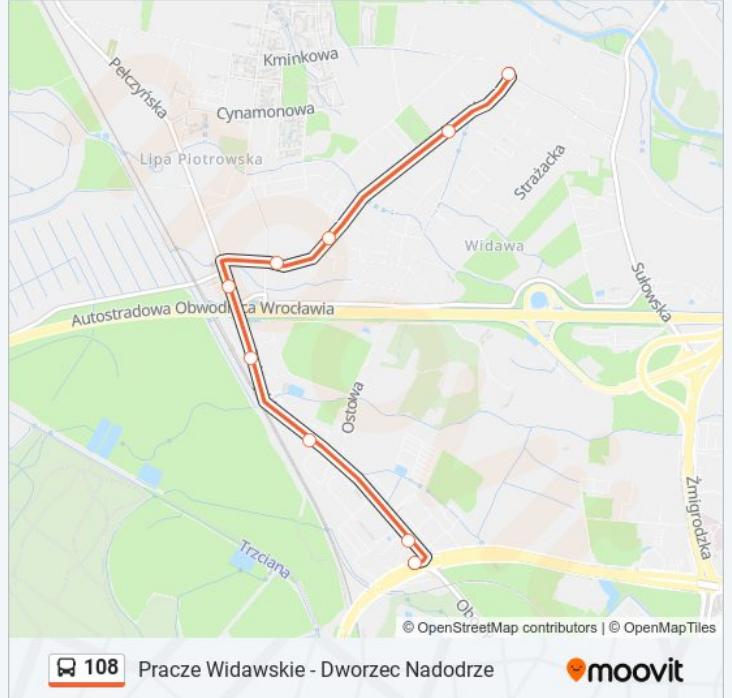 Kminkowa
Pełczyńska
Cynamonowa
Lipa Piotrowska
Strażacka
Widawa
Sułowska
Autostradowa Obwodnica Wrocławia
Ostowa
Żmigrodzka
Trzciana
© OpenStreetMap contributors | © OpenMapTiles
108 Pracze Widawskie - Dworzec Nadodrze moovit